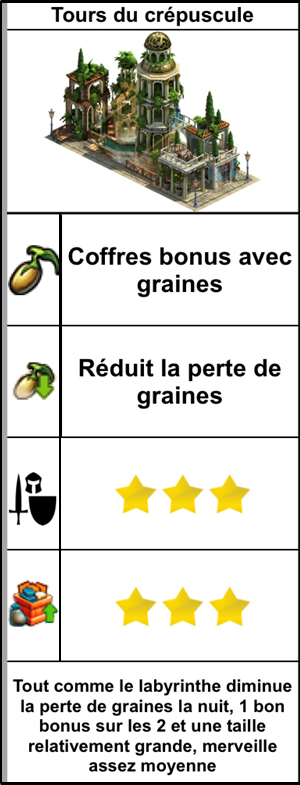 Tours du crépuscule
Coffres bonus avec
graines
Réduit la perte de
graines
Tout comme le labyrinthe diminue
la perte de graines la nuit, 1 bon
bonus sur les 2 et une taille
relativement grande, merveille
assez moyenne